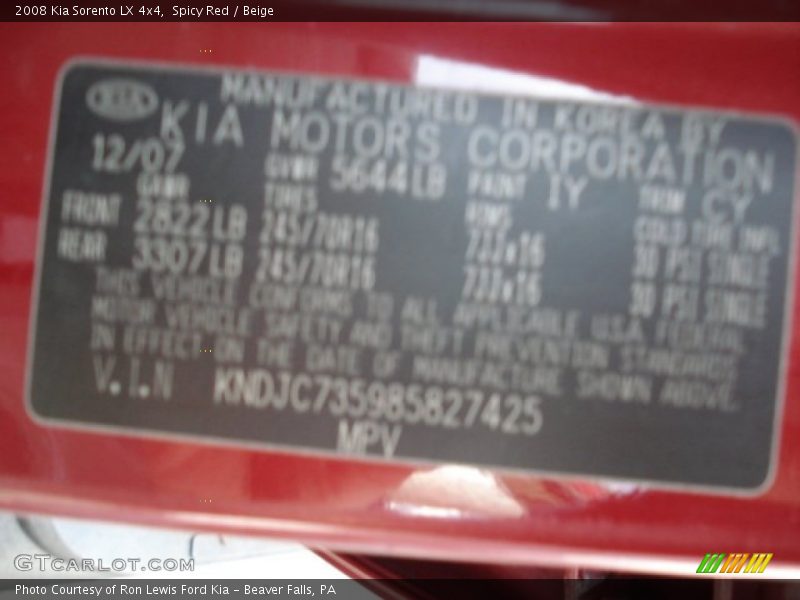 2008 Kia Sorento LX 4x4,  Spicy Red / Beige
KIA
MANUFACTURED IN KOREA BY
KIA MOTORS CORPORATION
12/07 GVWR 5644LB PAINT IY TRIM CY
GAWR TIRES RIMS COLD TIRE INFL
FRONT 2822LB 245/70R16 7JJx16 30 PSI SINGLE
REAR 3307LB 245/70R16 7JJx16 30 PSI SINGLE
THIS VEHICLE CONFORMS TO ALL APPLICABLE U.S.A. FEDERAL
MOTOR VEHICLE SAFETY AND THEFT PREVENTION STANDARDS
IN EFFECT ON THE DATE OF MANUFACTURE SHOWN ABOVE.
V.I.N KNDJC735985827425
MPV
GTCARLOT.COM
Photo Courtesy of Ron Lewis Ford Kia - Beaver Falls, PA